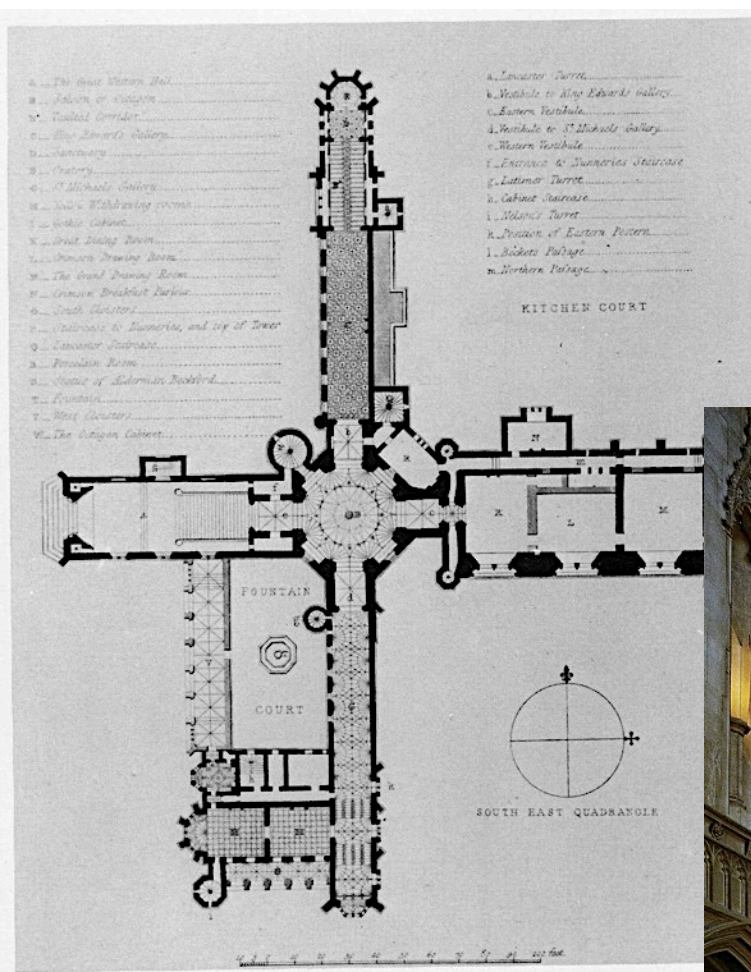 A The Great Western Hall
B Saloon or Octagon
Vaulted Corridor
C King Edward's Gallery
D Sanctuary
E Oratory
G St Michaels Gallery
H Withdrawing rooms
I Gothic Cabinet
K Great Dining Room
L Crimson Drawing Room
M The Grand Drawing Room
N Crimson Breakfast Parlour
O South Cloisters
P Staircase to Nunneries, and top of Tower
Q Lancaster Staircase
R Porcelain Room
S Statue of Alderman Beckford
T Fountain
V West Cloisters
W The Octagon Cabinet
a Lancaster Turret
b Vestibule to King Edwards Gallery
c Eastern Vestibule
d Vestibule to St Michaels Gallery
e Western Vestibule
f Entrance to Nunneries Staircase
g Latimer Turret
h Cabinet Staircase
i Nelson's Turret
k Position of Eastern Postern
l Beckets Passage
m Northern Passage
KITCHEN COURT
FOUNTAIN
COURT
SOUTH EAST QUADRANGLE